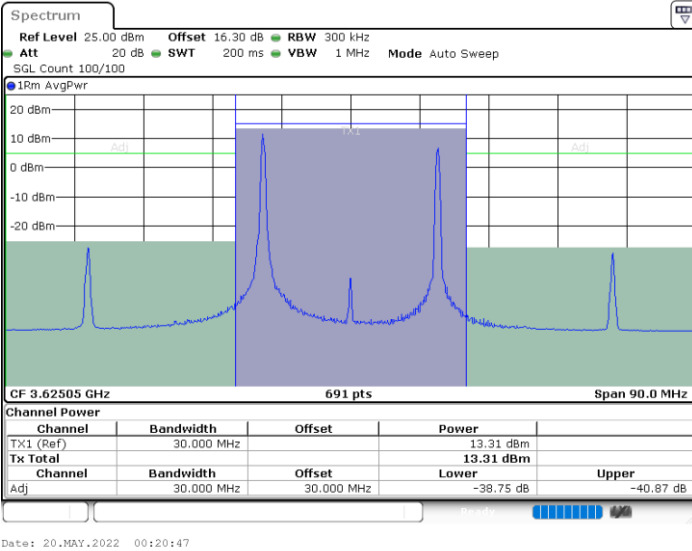 Spectrum
Ref Level 25.00 dBm Offset 16.30 dB RBW 300 kHz
Att 20 dB SWT 200 ms VBW 1 MHz Mode Auto Sweep
SGL Count 100/100
1Rm AvgPwr
20 dBm
TX1
10 dBm
Adj Adj
0 dBm
-10 dBm
-20 dBm
CF 3.62505 GHz 691 pts Span 90.0 MHz
Channel Power
Channel Bandwidth Offset Power
TX1 (Ref) 30.000 MHz 13.31 dBm
Tx Total 13.31 dBm
Channel Bandwidth Offset Lower Upper
Adj 30.000 MHz 30.000 MHz -38.75 dB -40.87 dB
Ready
Date: 20.MAY.2022 00:20:47